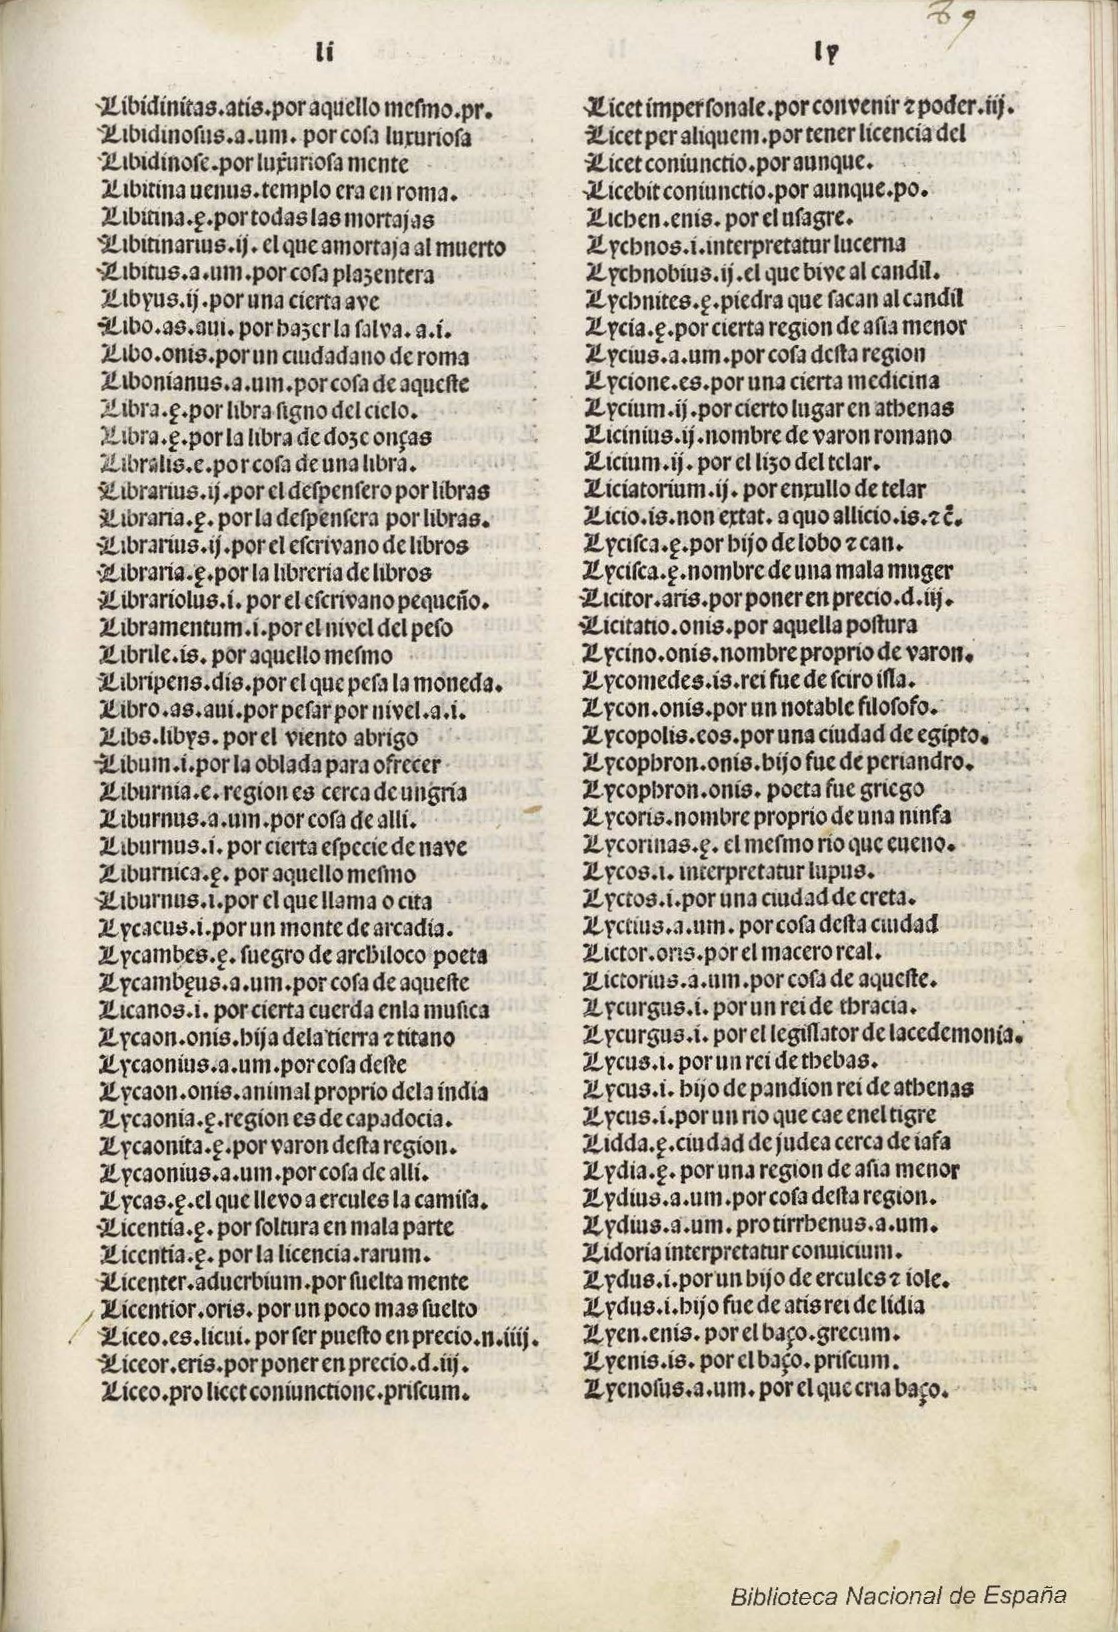 89
li
Libidinitas.atis.por aquello mesmo.pr.
Libidinosus.a.um. por cosa luxuriosa
Libidinose.por luxuriosa mente
Libitina uenus.templo era en roma.
Libitina.ę.por todas las mortajas
Libitinarius.ij. el que amortaja al muerto
Libitus.a.um.por cosa plazentera
Libyus.ij.por una cierta ave
Libo.as.aui. por hazer la salva. a.i.
Libo.onis.por un ciudadano de roma
Libonianus.a.um.por cosa de aqueste
Libra.ę.por libra signo del cielo.
Libra.ę.por la libra de doze onças
Libralis.e.por cosa de una libra.
Librarius.ij.por el despensero por libras
Libraria.ę. por la despensera por libras.
Librarius.ij.por el escrivano de libros
Libraria.ę.por la libreria de libros
Librariolus.i. por el escrivano pequeño.
Libramentum.i.por el nivel del peso
Librile.is. por aquello mesmo
Libripens.dis.por el que pesa la moneda.
Libro.as.aui.por pesar por nivel.a.i.
Libs.libys. por el viento abrigo
Libum.i.por la oblada para ofrecer
Liburnia.e.region es cerca de ungria
Liburnus.a.um.por cosa de alli.
Liburnus.i. por cierta especie de nave
Liburnica.ę. por aquello mesmo
Liburnus.i.por el que llama o cita
Lycacus.i.por un monte de arcadia.
Lycambes.ę. suegro de archiloco poeta
Lycambęus.a.um.por cosa de aqueste
Licanos.i. por cierta cuerda enla musica
Lycaon.onis.hija dela tierra ⁊ titano
Lycaonius.a.um.por cosa deste
Lycaon.onis.animal proprio dela india
Lycaonia.ę.region es de capadocia.
Lycaonita.ę.por varon desta region.
Lycaonius.a.um.por cosa de alli.
Lycas.ę.el que llevo a ercules la camisa.
Licentia.ę. por soltura en mala parte
Licentia.ę. por la licencia.rarum.
Licenter.aduerbium.por suelta mente
Licentior.oris. por un poco mas suelto
Liceo.es.licui. por ser puesto en precio.n.iiij.
Liceor.eris.por poner en precio.d.iij.
Liceo.pro licet coniunctione.priscum.
ly
Licet impersonale.por convenir ⁊ poder.iij.
Licet per aliquem.por tener licencia del
Licet coniunctio.por aunque.
Licebit coniunctio.por aunque.po.
Lichen.enis. por el usagre.
Lychnos.i.interpretatur lucerna
Lychnobius.ij.el que bive al candil.
Lychnites.ę.piedra que sacan al candil
Lycia.ę.por cierta region de asia menor
Lycius.a.um.por cosa desta region
Lycione.es.por una cierta medicina
Lycium.ij.por cierto lugar en athenas
Licinius.ij.nombre de varon romano
Licium.ij. por el lizo del telar.
Liciatorium.ij. por enxullo de telar
Licio.is.non extat. a quo allicio.is.⁊ c̃.
Lycisca.ę.por hijo de lobo ⁊ can.
Lycisca.ę.nombre de una mala muger
Licitor.aris.por poner en precio.d.iij.
Licitatio.onis.por aquella postura
Lycino.onis.nombre proprio de varon.
Lycomedes.is.rei fue de sciro isla.
Lycon.onis.por un notable filosofo.
Lycopolis.eos.por una ciudad de egipto.
Lycophron.onis.hijo fue de periandro.
Lycophron.onis. poeta fue griego
Lycoris.nombre proprio de una ninfa
Lycormas.ę. el mesmo rio que eueno.
Lycos.i. interpretatur lupus.
Lyctos.i.por una ciudad de creta.
Lyctius.a.um. por cosa desta ciudad
Lictor.oris.por el macero real.
Lictorius.a.um.por cosa de aqueste.
Lycurgus.i. por un rei de thracia.
Lycurgus.i. por el legislator de lacedemonia.
Lycus.i. por un rei de thebas.
Lycus.i. hijo de pandion rei de athenas
Lycus.i.por un rio que cae enel tigre
Lidda.ę.ciudad de judea cerca de iafa
Lydia.ę. por una region de asia menor
Lydius.a.um.por cosa desta region.
Lydius.a.um. pro tirrhenus.a.um.
Lidoria interpretatur conuicium.
Lydus.i.por un hijo de ercules ⁊ iole.
Lydus.i.hijo fue de atis rei de lidia
Lyen.enis. por el baço.grecum.
Lyenis.is. por el baço. priscum.
Lyenosus.a.um. por el que cria baço.
Biblioteca Nacional de España